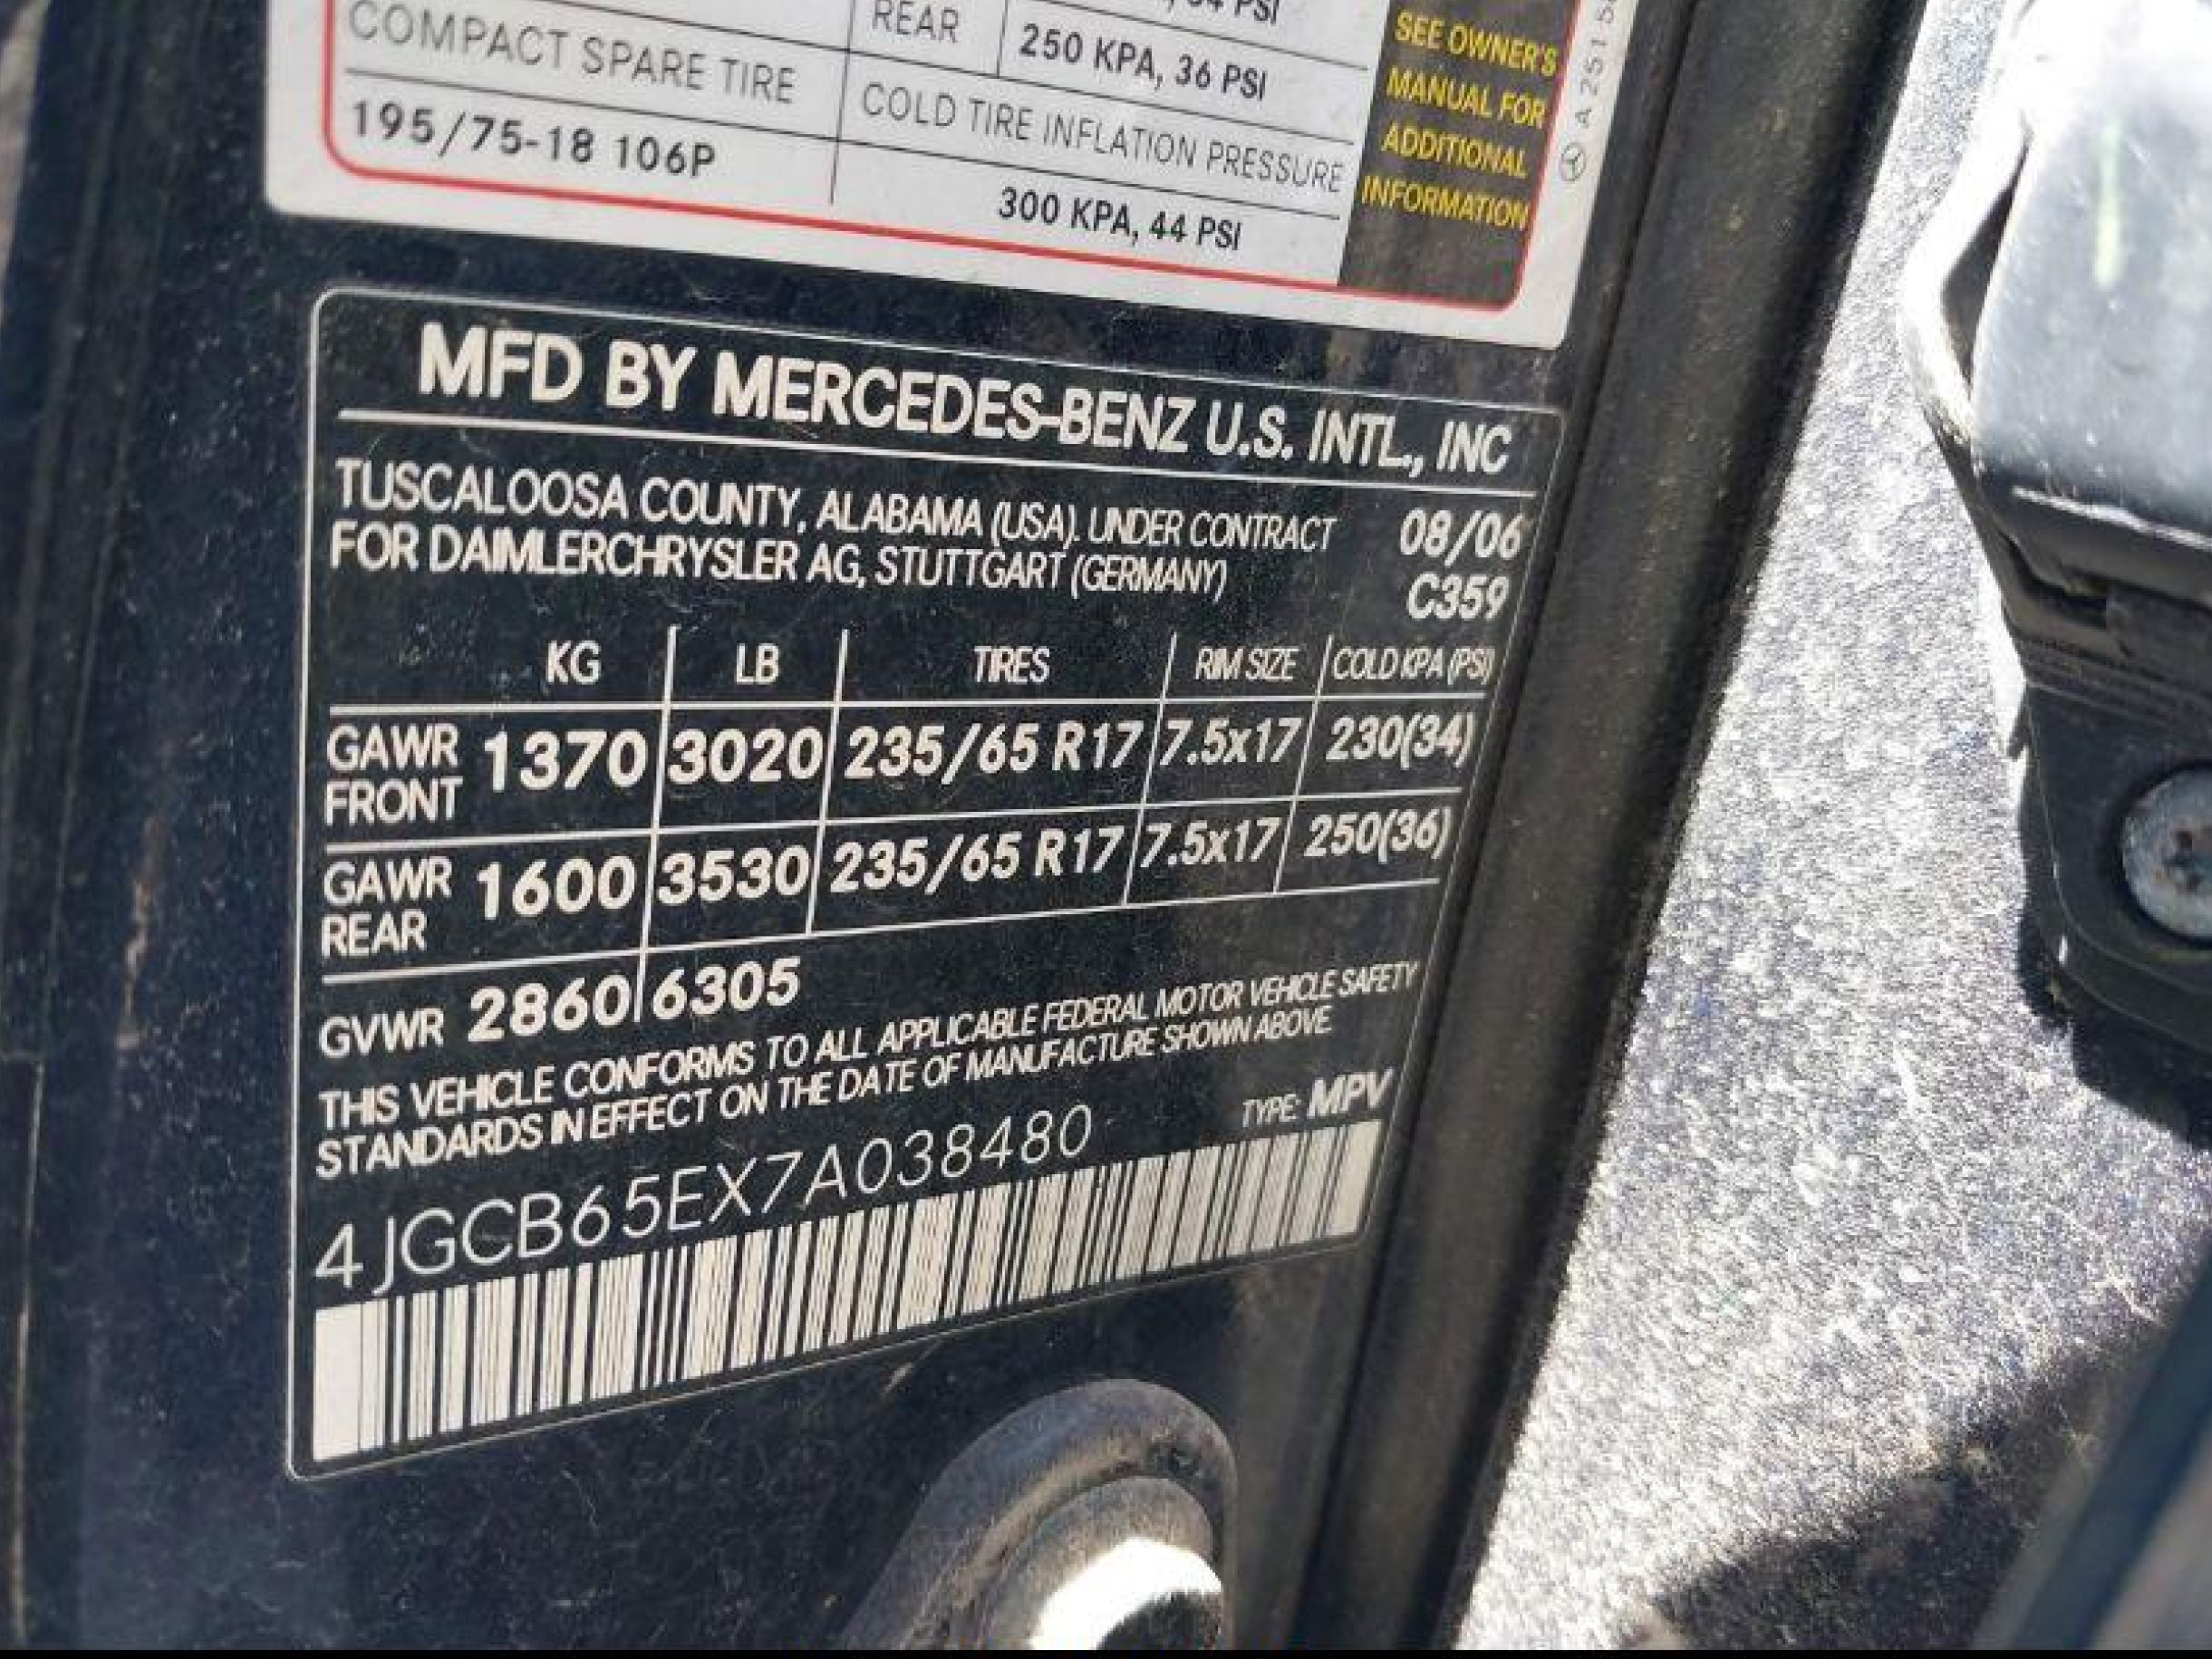 34 PSI
REAR
250 KPA, 36 PSI
COMPACT SPARE TIRE
COLD TIRE INFLATION PRESSURE
195/75-18 106P
300 KPA, 44 PSI
SEE OWNER'S
MANUAL FOR
ADDITIONAL
INFORMATION
A 251
MFD BY MERCEDES-BENZ U.S. INTL., INC
TUSCALOOSA COUNTY, ALABAMA (USA). UNDER CONTRACT 08/06
FOR DAIMLERCHRYSLER AG, STUTTGART (GERMANY) C359
KG LB TIRES RIM SIZE COLD KPA (PSI)
GAWR FRONT 1370 3020 235/65 R17 7.5x17 230(34)
GAWR REAR 1600 3530 235/65 R17 7.5x17 250(36)
GVWR 2860 6305
THIS VEHICLE CONFORMS TO ALL APPLICABLE FEDERAL MOTOR VEHICLE SAFETY
STANDARDS IN EFFECT ON THE DATE OF MANUFACTURE SHOWN ABOVE
4JGCB65EX7A038480 TYPE: MPV